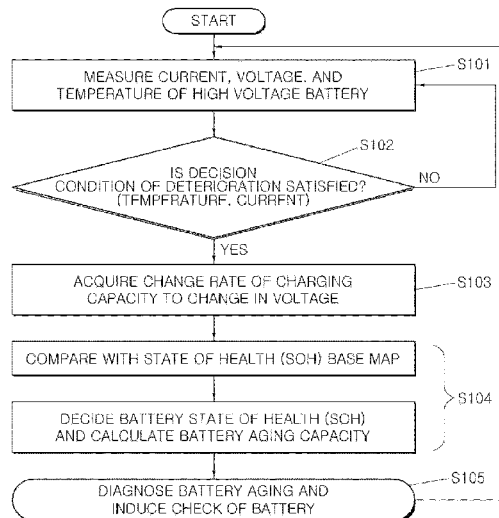 START
MEASURE CURRENT, VOLTAGE, AND
TEMPERATURE OF HIGH VOLTAGE BATTERY
S101
S102
IS DECISION
CONDITION OF DETERIORATION SATISFIED?
(TEMPERATURE, CURRENT)
NO
YES
ACQUIRE CHANGE RATE OF CHARGING
CAPACITY TO CHANGE IN VOLTAGE
S103
COMPARE WITH STATE OF HEALTH (SOH) BASE MAP
DECIDE BATTERY STATE OF HEALTH (SOH)
AND CALCULATE BATTERY AGING CAPACITY
S104
S105
DIAGNOSE BATTERY AGING AND
INDUCE CHECK OF BATTERY